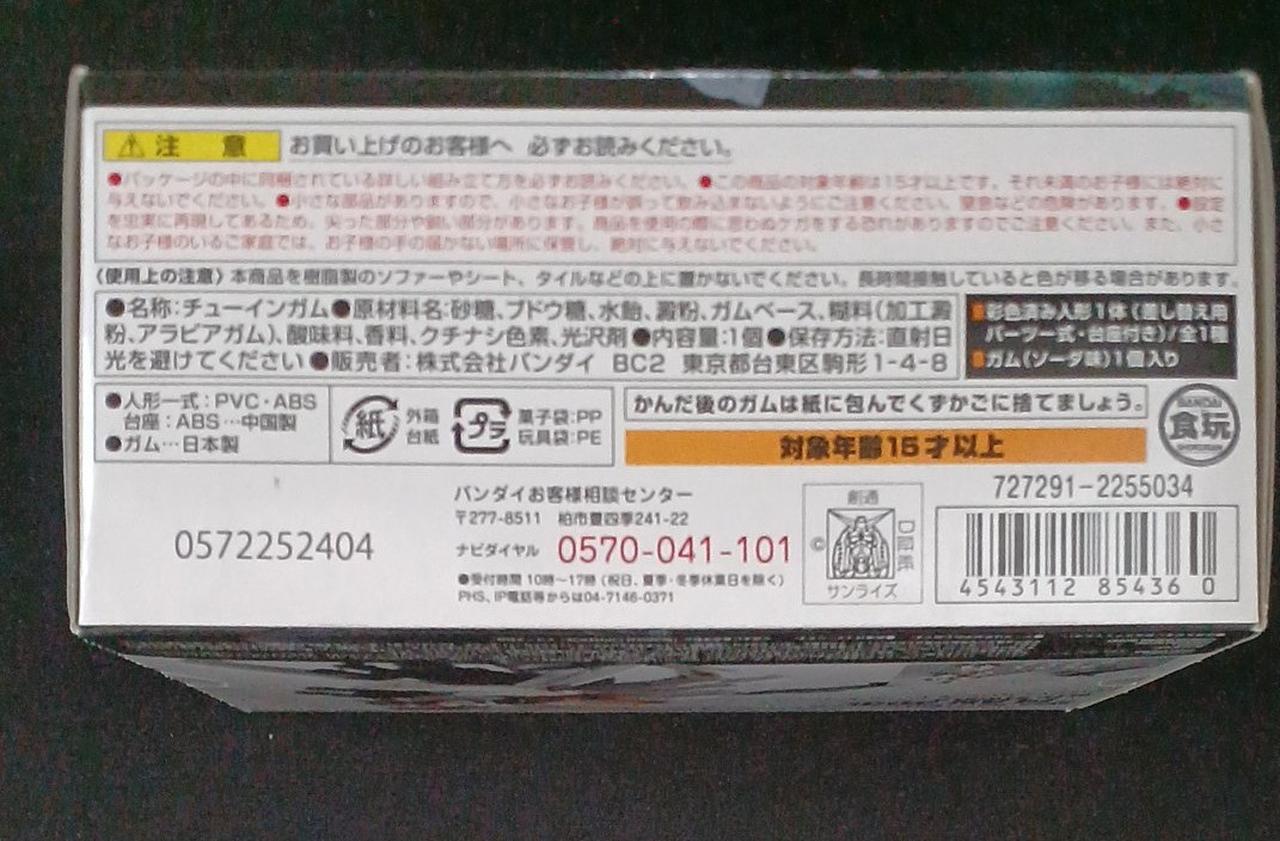 注 意 お買い上げのお客様へ 必ずお読みください。
●パッケージの中に同梱されている詳しい組み立て方を必ずお読みください。●この商品の対象年齢は15才以上です。それ未満のお子様には絶対に
与えないでください。●小さな部品がありますので、小さなお子様が誤って飲み込まないようにご注意ください。窒息などの危険があります。●設定
を忠実に再現してあるため、尖った部分や鋭い部分があります。商品を使用の際に思わぬケガをする恐れがありますのでご注意ください。また、小さ
なお子様のいるご家庭では、お子様の手の届かない場所に保管し、絶対に与えないでください。
〈使用上の注意〉本商品を樹脂製のソファーやシート、タイルなどの上に置かないでください。長時間接触していると色が移る場合があります。
●名称:チューインガム●原材料名:砂糖、ブドウ糖、水飴、澱粉、ガムベース、糊料(加工澱
粉、アラビアガム)、酸味料、香料、クチナシ色素、光沢剤●内容量:1個●保存方法:直射日
光を避けてください●販売者:株式会社バンダイ BC2 東京都台東区駒形1-4-8
彩色済み人形1体(差し替え用
パーツ一式・台座付き)/全1種
ガム(ソーダ味)1個入り
●人形一式:PVC・ABS
台座:ABS…中国製
●ガム…日本製
紙 外箱
台紙
プラ 菓子袋:PP
玩具袋:PE
かんだ後のガムは紙に包んでくずかごに捨てましょう。
対象年齢15才以上
BANDAI
食玩
SHOKUGAN
727291-2255034
0572252404
バンダイお客様相談センター
〒277-8511 柏市豊四季241-22
ナビダイヤル 0570-041-101
●受付時間 10時〜17時(祝日、夏季・冬季休業日を除く)
PHS、IP電話等からは04-7146-0371
創通
©
サンライズ
4543112 85436 0